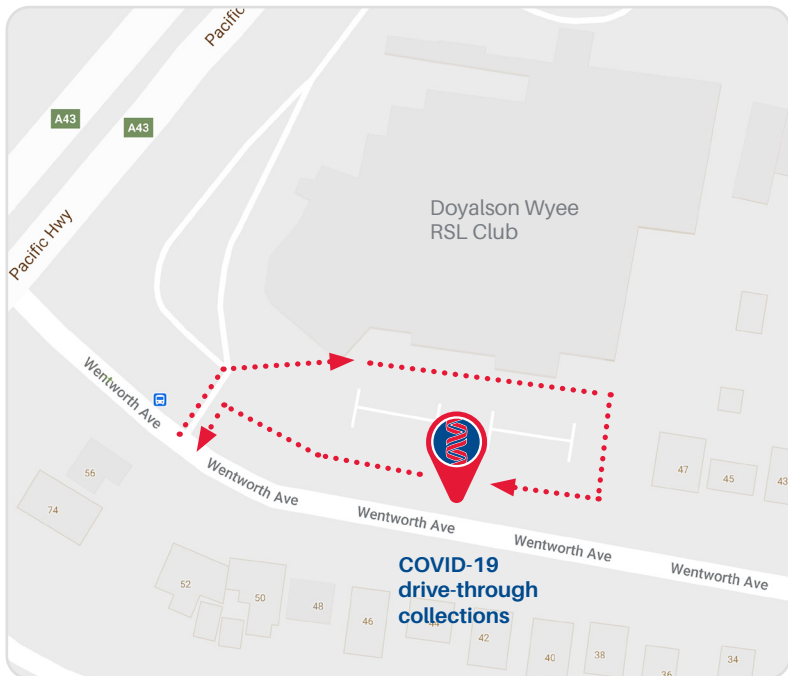 Pacific
A43
A43
Doyalson Wyee
RSL Club
Pacific Hwy
Wentworth Ave
Wentworth Ave
Wentworth Ave
Wentworth Ave
Wentworth Ave
47
45
43
56
74
COVID-19
drive-through
collections
52
50
48
46
44
42
40
38
36
34